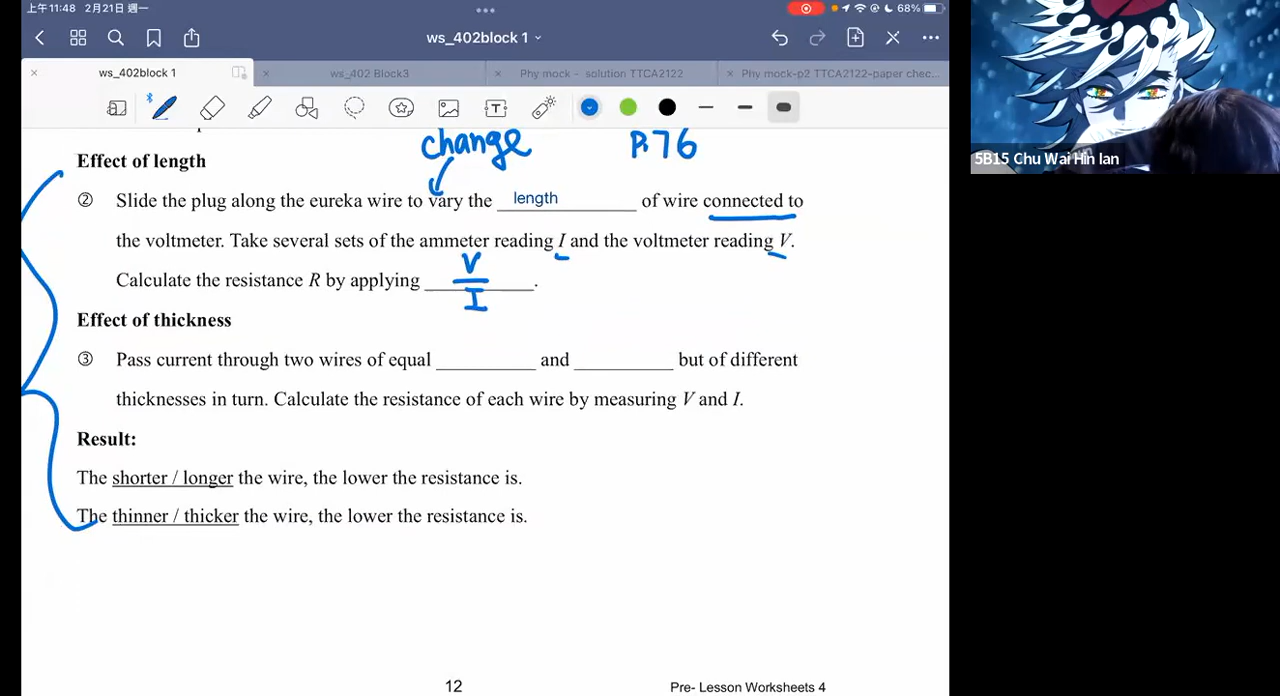 上午11:48 2月21日 週一
68%
ws_402block 1
ws_402block 1
ws_402 Block3
Phy mock - solution TTCA2122
Phy mock-p2 TTCA2122-paper chec...
change P.76
Effect of length
② Slide the plug along the eureka wire to vary the length of wire connected to
the voltmeter. Take several sets of the ammeter reading I and the voltmeter reading V.
Calculate the resistance R by applying V/I.
Effect of thickness
③ Pass current through two wires of equal __________ and __________ but of different
thicknesses in turn. Calculate the resistance of each wire by measuring V and I.
Result:
The shorter / longer the wire, the lower the resistance is.
The thinner / thicker the wire, the lower the resistance is.
12
Pre- Lesson Worksheets 4
5B15 Chu Wai Hin Ian